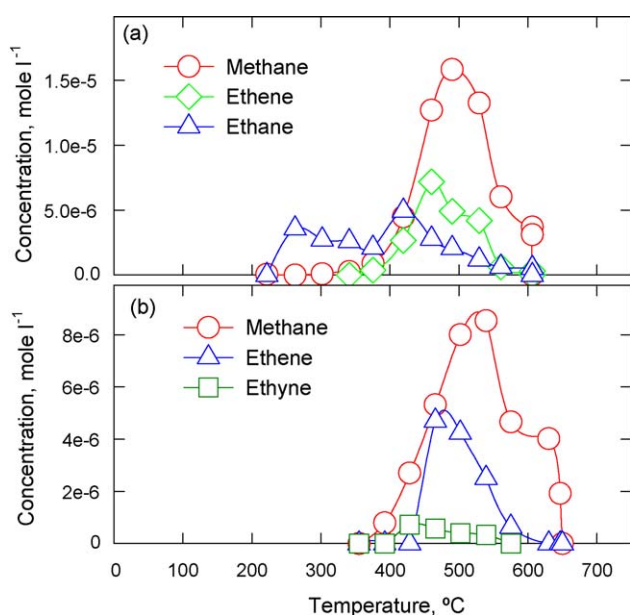 (a)
Methane
Ethene
Ethane
Concentration, mole l⁻¹
1.5e-5
1.0e-5
5.0e-6
0.0
(b)
Methane
Ethene
Ethyne
Concentration, mole l⁻¹
8e-6
6e-6
4e-6
2e-6
0
0 100 200 300 400 500 600 700
Temperature, ºC